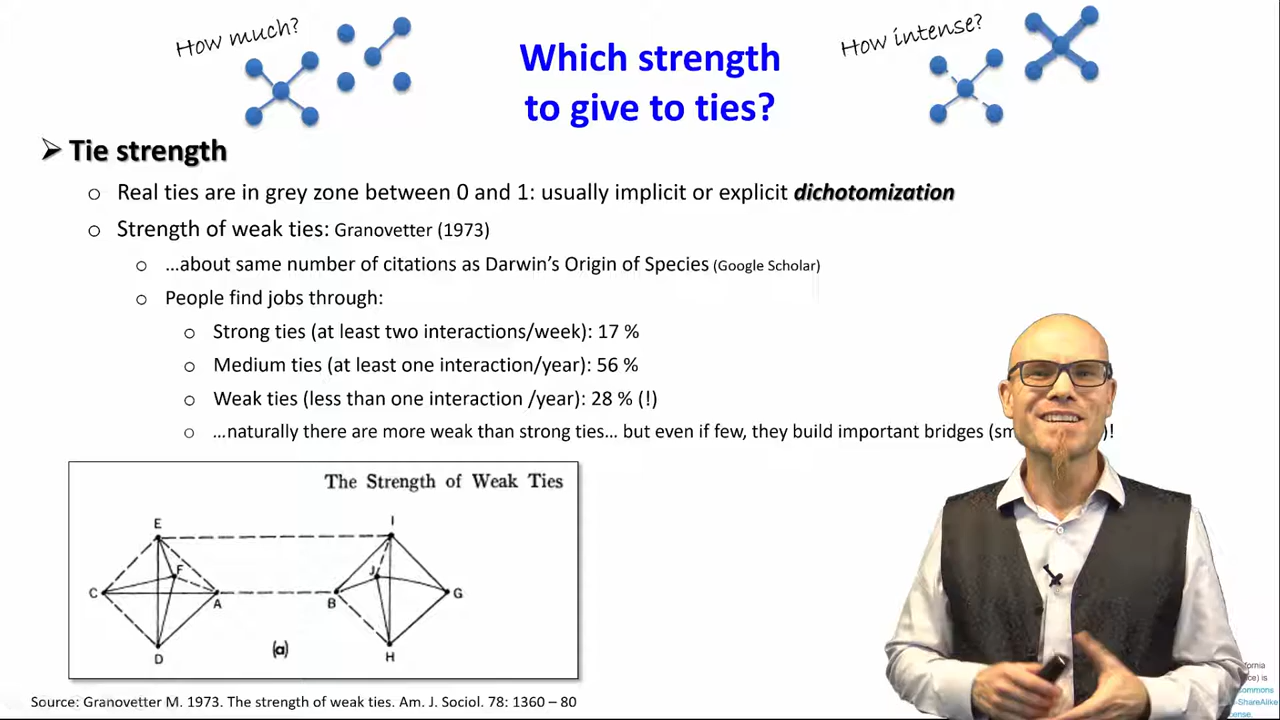 How much?
Which strength
to give to ties?
How intense?
➢ Tie strength
o Real ties are in grey zone between 0 and 1: usually implicit or explicit dichotomization
o Strength of weak ties: Granovetter (1973)
o …about same number of citations as Darwin's Origin of Species (Google Scholar)
o People find jobs through:
o Strong ties (at least two interactions/week): 17 %
o Medium ties (at least one interaction/year): 56 %
o Weak ties (less than one interaction /year): 28 % (!)
o …naturally there are more weak than strong ties… but even if few, they build important bridges )!
The Strength of Weak Ties
E
I
F
J
C
A
B
G
D
(a)
H
Source: Granovetter M. 1973. The strength of weak ties. Am. J. Sociol. 78: 1360 – 80
is